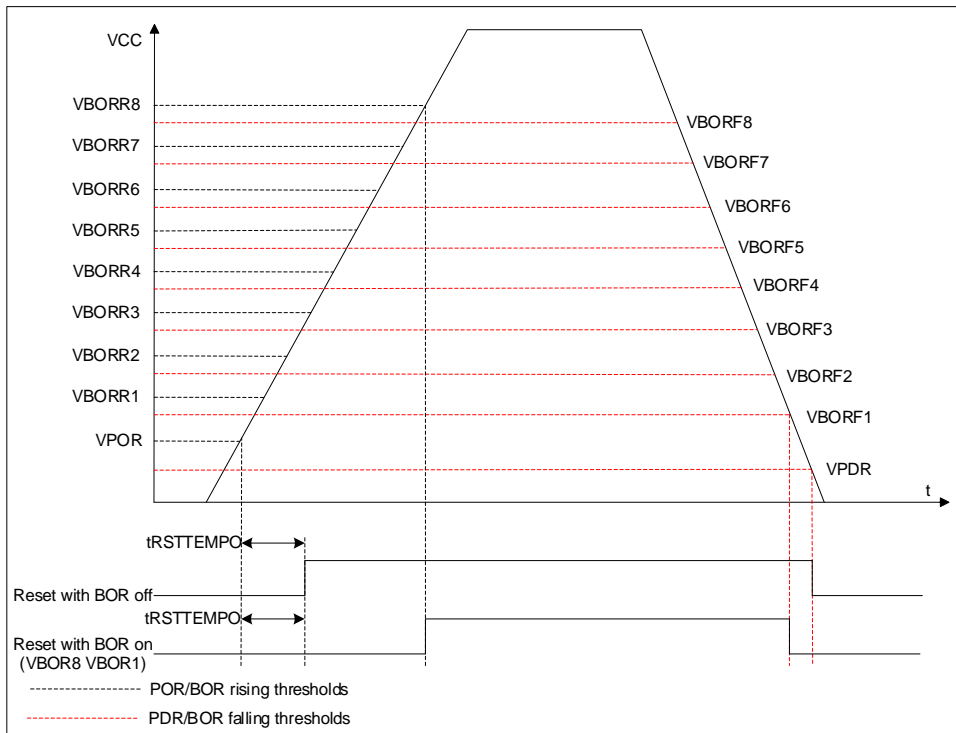 VCC
VBORR8
VBORF8
VBORR7
VBORF7
VBORR6
VBORF6
VBORR5
VBORF5
VBORR4
VBORF4
VBORR3
VBORF3
VBORR2
VBORF2
VBORR1
VBORF1
VPOR
VPDR
t
tRSTTEMPO
Reset with BOR off
tRSTTEMPO
Reset with BOR on
(VBOR8 VBOR1)
POR/BOR rising thresholds
PDR/BOR falling thresholds